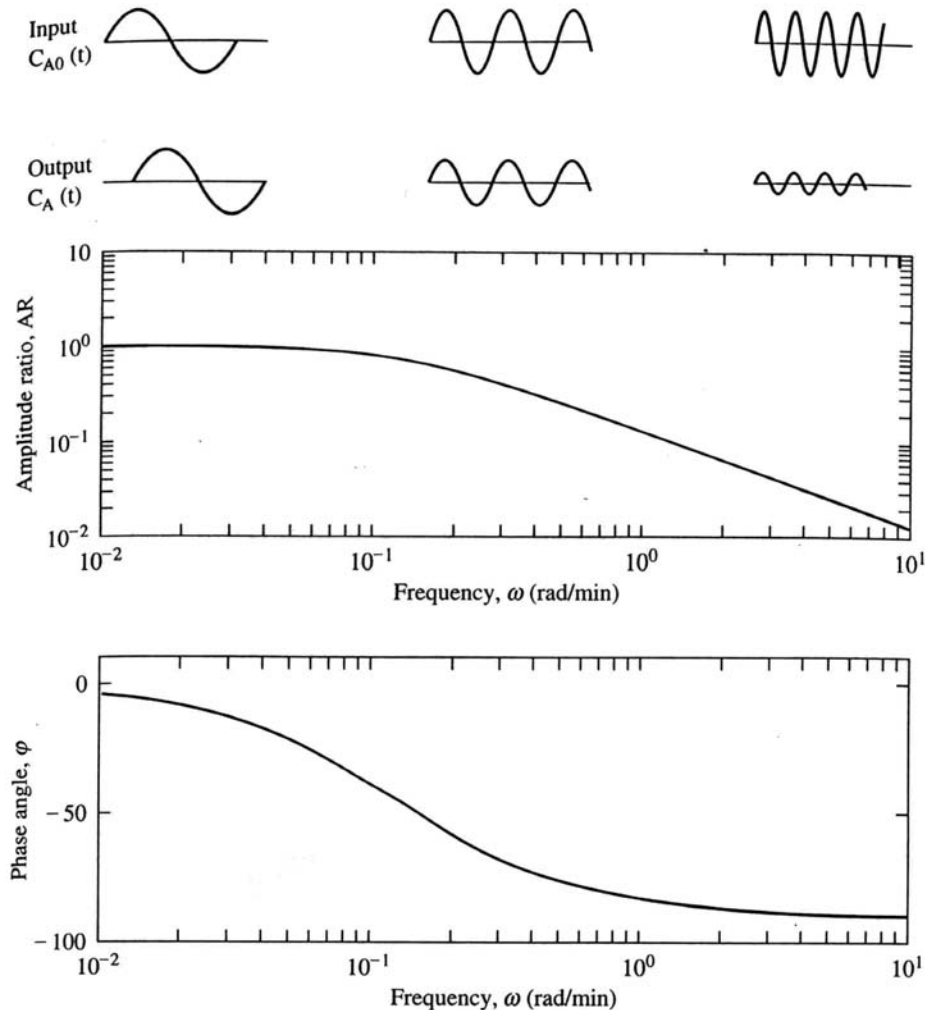 Input
C_{A0} (t)
Output
C_A (t)
10
10^0
10^{-1}
10^{-2}
Amplitude ratio, AR
10^{-2}
10^{-1}
10^0
10^1
Frequency, ω (rad/min)
0
−50
−100
Phase angle, φ
10^{-2}
10^{-1}
10^0
10^1
Frequency, ω (rad/min)